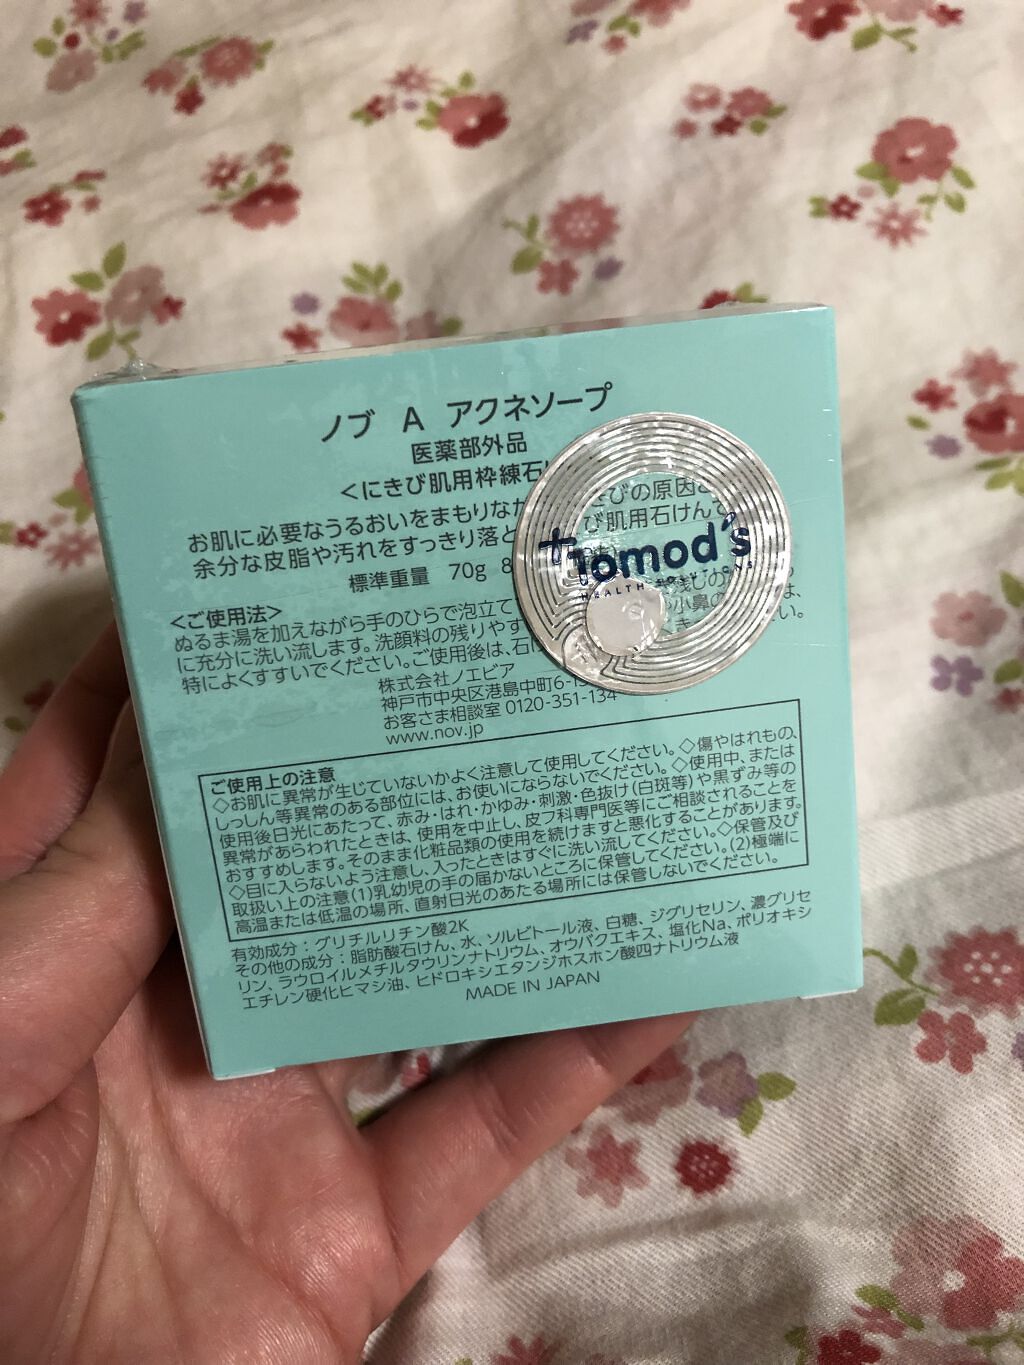 ノブ A アクネソープ
医薬部外品
<にきび肌用枠練石
お肌に必要なうるおいをまもりなが きびの原因
余分な皮脂や汚れをすっきり落と び肌用石けんで
標準重量 70g 8
tomod's
HEALTH SOLUTIONS
<ご使用法>
ぬるま湯を加えながら手のひらで泡立て
に充分に洗い流します。洗顔料の残りやす 小鼻の は、
特によくすすいでください。ご使用後は、石け い。
株式会社ノエビア
神戸市中央区港島中町6-13
お客さま相談室 0120-351-134
www.nov.jp
ご使用上の注意
◇お肌に異常が生じていないかよく注意して使用してください。◇傷やはれもの、
しっしん等異常のある部位には、お使いにならないでください。◇使用中、または
使用後日光にあたって、赤み・はれ・かゆみ・刺激・色抜け(白斑等)や黒ずみ等の
異常があらわれたときは、使用を中止し、皮フ科専門医等にご相談されることを
おすすめします。そのまま化粧品類の使用を続けますと悪化することがあります。
◇目に入らないよう注意し、入ったときはすぐに洗い流してください。◇保管及び
取扱い上の注意(1)乳幼児の手の届かないところに保管してください。(2)極端に
高温または低温の場所、直射日光のあたる場所には保管しないでください。
有効成分：グリチルリチン酸2K
その他の成分：脂肪酸石けん、水、ソルビトール液、白糖、ジグリセリン、濃グリセ
リン、ラウロイルメチルタウリンナトリウム、オウバクエキス、塩化Na、ポリオキシ
エチレン硬化ヒマシ油、ヒドロキシエタンジホスホン酸四ナトリウム液
MADE IN JAPAN